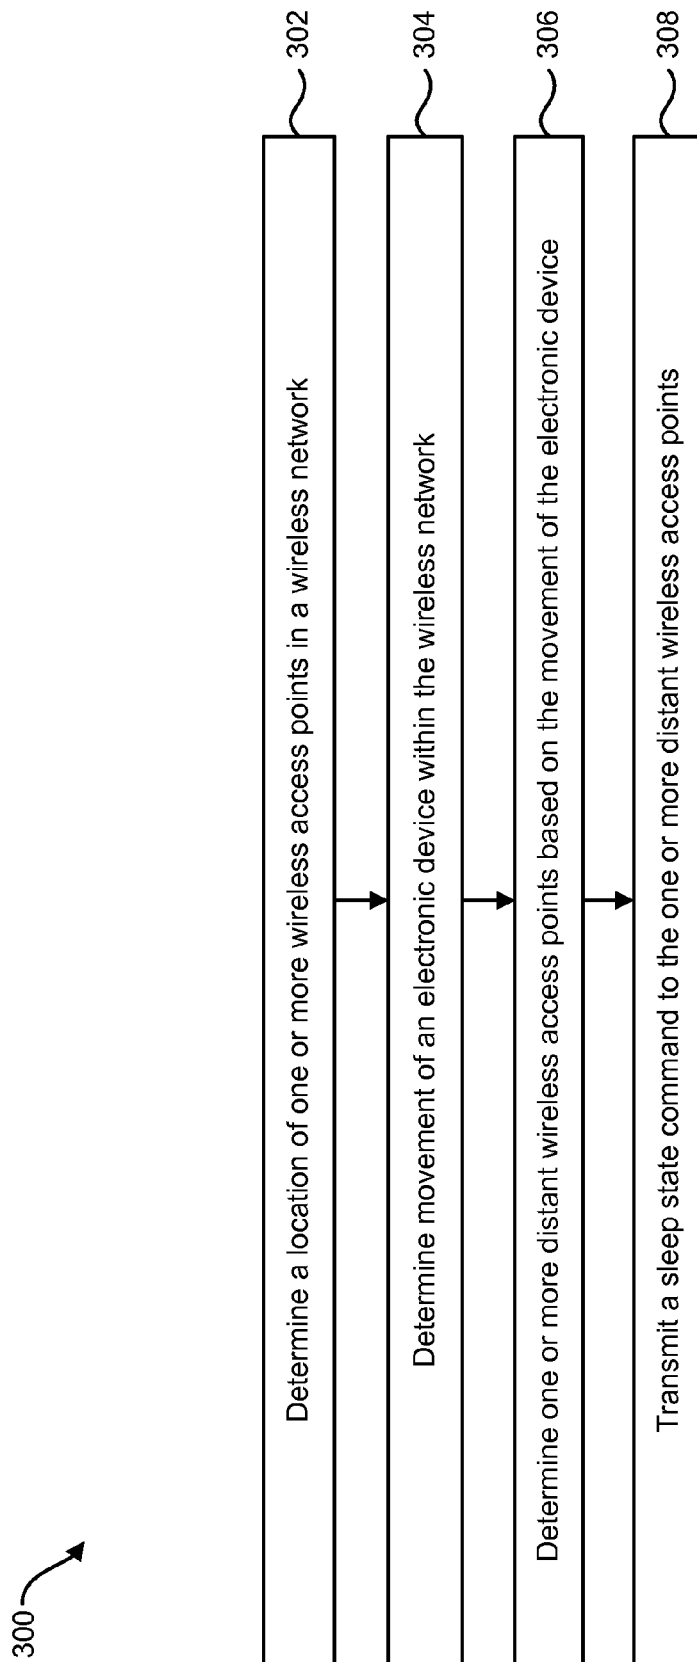 300
Determine a location of one or more wireless access points in a wireless network
302
Determine movement of an electronic device within the wireless network
304
Determine one or more distant wireless access points based on the movement of the electronic device
306
Transmit a sleep state command to the one or more distant wireless access points
308